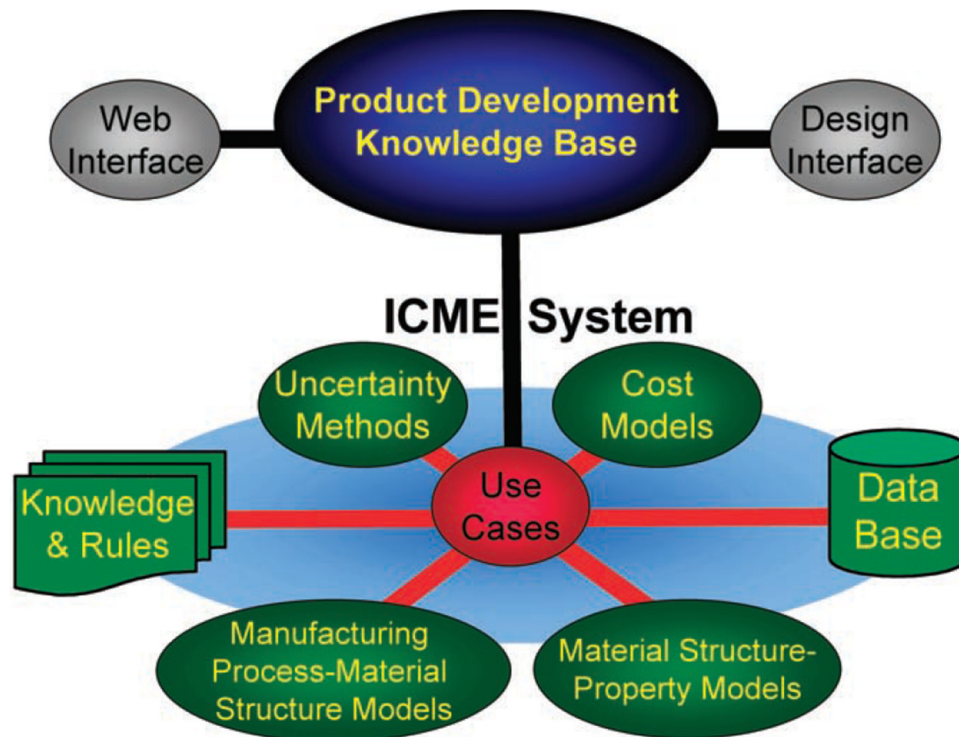 Web
Interface
Product Development
Knowledge Base
Design
Interface
ICME System
Uncertainty
Methods
Cost
Models
Knowledge
& Rules
Use
Cases
Data
Base
Manufacturing
Process-Material
Structure Models
Material Structure-
Property Models